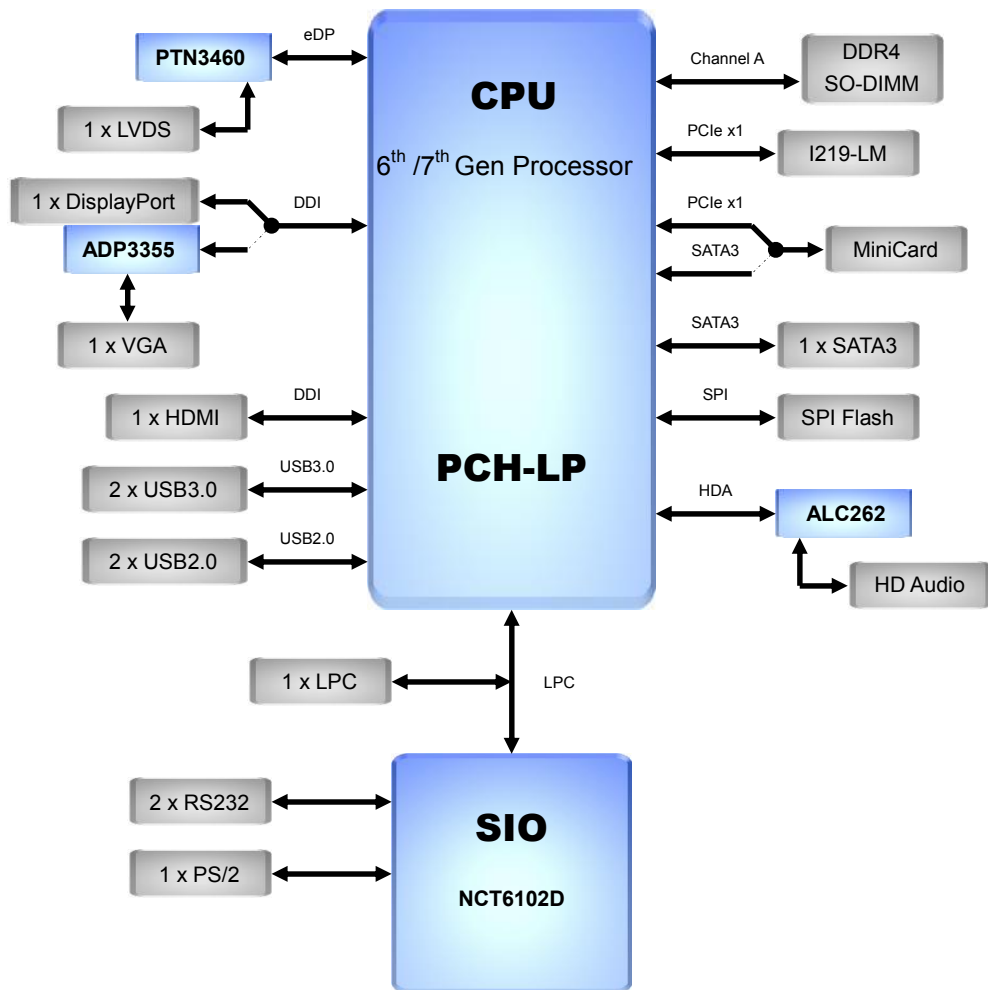 eDP
PTN3460
1 x LVDS
1 x DisplayPort
DDI
ADP3355
1 x VGA
DDI
1 x HDMI
USB3.0
2 x USB3.0
USB2.0
2 x USB2.0
CPU
6th /7th Gen Processor
PCH-LP
Channel A
DDR4
SO-DIMM
PCIe x1
I219-LM
PCIe x1
SATA3
MiniCard
SATA3
1 x SATA3
SPI
SPI Flash
HDA
ALC262
HD Audio
1 x LPC
LPC
2 x RS232
1 x PS/2
SIO
NCT6102D